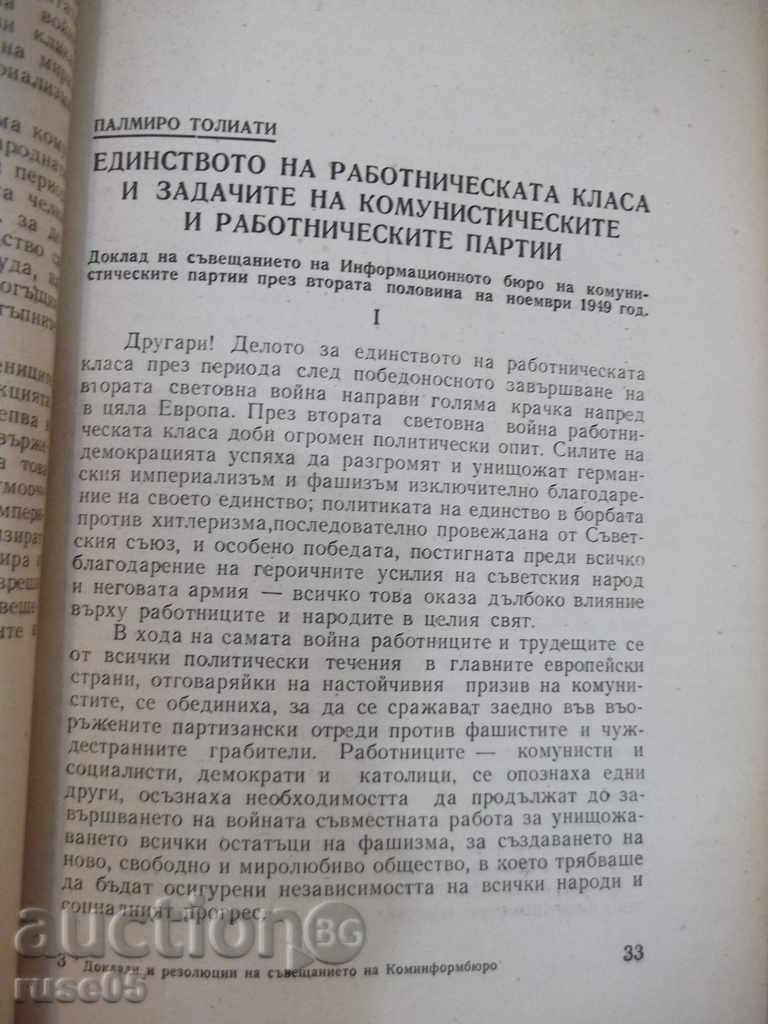 ПАЛМИРО ТОЛИАТИ
ЕДИНСТВОТО НА РАБОТНИЧЕСКАТА КЛАСА
И ЗАДАЧИТЕ НА КОМУНИСТИЧЕСКИТЕ
И РАБОТНИЧЕСКИТЕ ПАРТИИ
Доклад на съвещанието на Информационното бюро на комуни-
стическите партии през втората половина на ноември 1949 год.
I
Другари! Делото за единството на работническата
класа през периода след победоносното завършване на
втората световна война направи голяма крачка напред
в цяла Европа. През втората световна война работни-
ческата класа доби огромен политически опит. Силите на
демокрацията успяха да разгромят и унищожат герман-
ския империализъм и фашизъм изключително благодаре-
ние на своето единство; политиката на единство в борбата
против хитлеризма,последователно провеждана от Съвет-
ския съюз, и особено победата, постигната преди всичко
благодарение на героичните усилия на съветския народ
и неговата армия — всичко това оказа дълбоко влияние
върху работниците и народите в целия свят.
В хода на самата война работниците и трудещите се
от всички политически течения в главните европейски
страни, отговаряйки на настойчивия призив на комуни-
стите, се обединиха, за да се сражават заедно във въо-
ръжените партизански отреди против фашистите и чуж-
дестранните грабители. Работниците — комунисти и
социалисти, демократи и католици, се опознаха едни
други, осъзнаха необходимостта да продължат до за-
вършването на войната съвместната работа за унищожа-
ването всички остатъци на фашизма, за създаването на
ново, свободно и миролюбиво общество, в което трябваше
да бъдат осигурени независимостта на всички народи и
социалният прогрес.
3 Доклади и резолюции на съвещанието на Коминформбюро
33
auction BG
ruse05